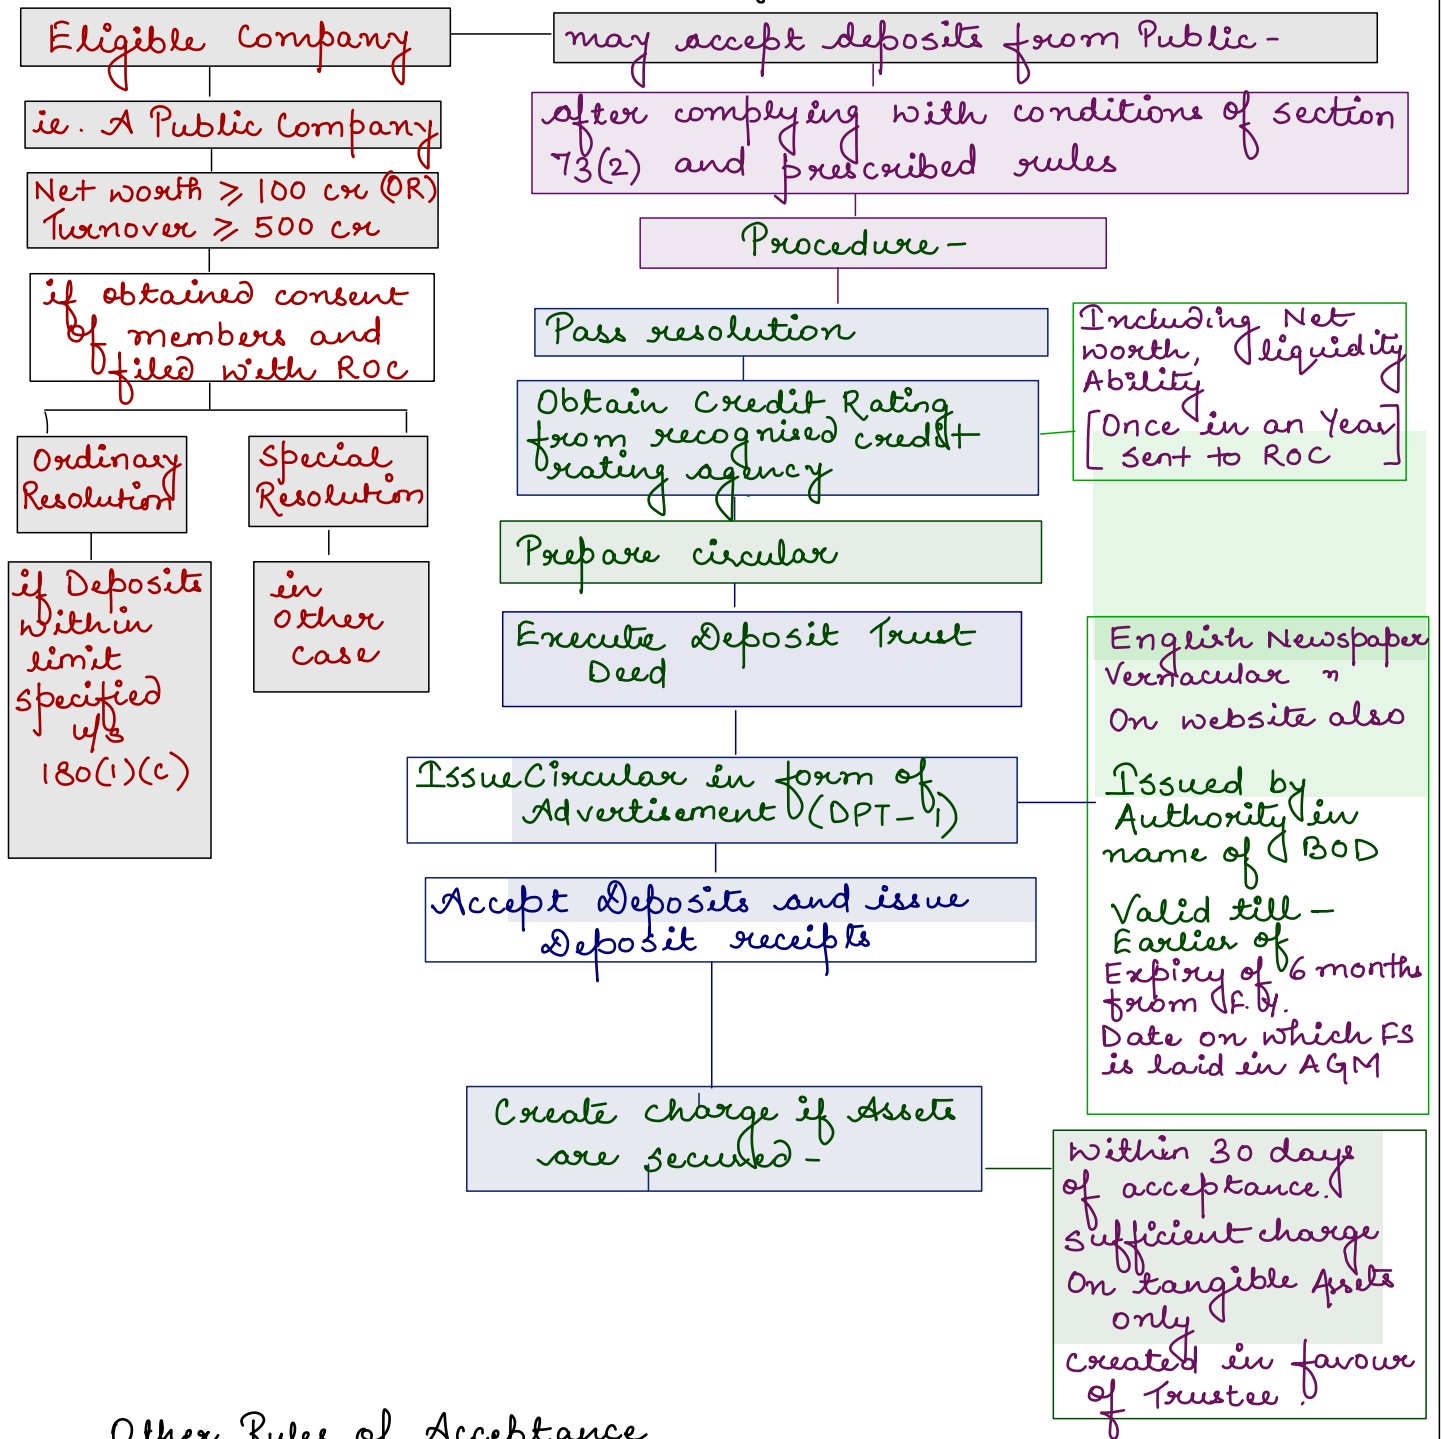 Eligible Company
ie. A Public Company
Net worth ⩾ 100 cr (OR)
Turnover ⩾ 500 cr
if obtained consent
of members and
filed with ROC
Ordinary
Resolution
if Deposits
within
limit
specified
u/s
180(1)(c)
Special
Resolution
in
other
case
may accept deposits from Public -
after complying with conditions of section
73(2) and prescribed rules
Procedure -
Pass resolution
Obtain Credit Rating
from recognised credit
rating agency
Including Net
worth, liquidity
Ability
[Once in an Year
sent to ROC]
Prepare circular
Execute Deposit Trust
Deed
Issue Circular in form of
Advertisement (DPT-1)
English Newspaper
Vernacular "
On website also
Issued by
Authority in
name of BOD
Valid till -
Earlier of
Expiry of 6 months
from F.Y.
Date on which FS
is laid in AGM
Accept Deposits and issue
Deposit receipts
Create charge if Assets
are secured -
Within 30 days
of acceptance.
Sufficient charge
On tangible Assets
only
created in favour
of Trustee.
Other Rules of Acceptance